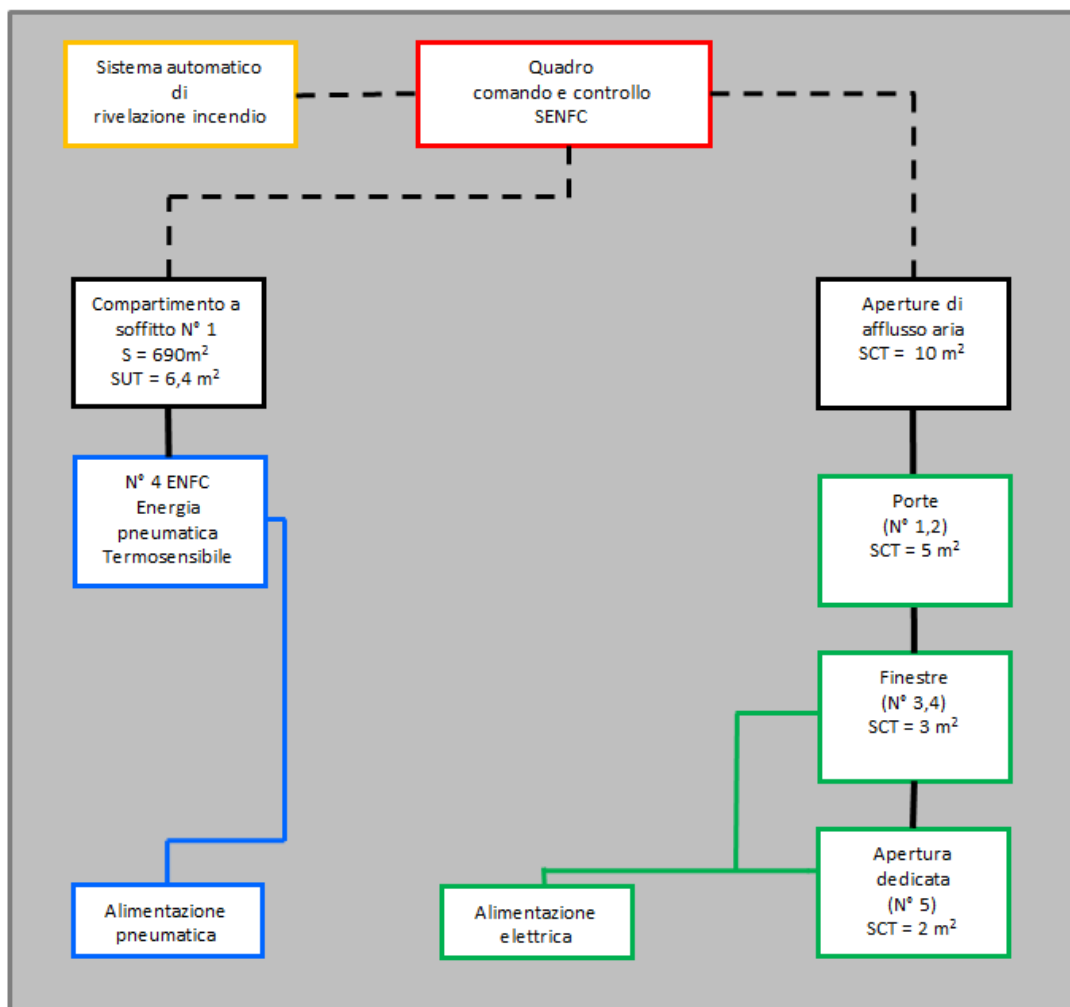 Sistema automatico
di
rivelazione incendio
Quadro
comando e controllo
SENFC
Compartimento a
soffitto N° 1
S = 690m²
SUT = 6,4 m²
Aperture di
afflusso aria
SCT = 10 m²
N° 4 ENFC
Energia
pneumatica
Termosensibile
Porte
(N° 1,2)
SCT = 5 m²
Finestre
(N° 3,4)
SCT = 3 m²
Apertura
dedicata
(N° 5)
SCT = 2 m²
Alimentazione
pneumatica
Alimentazione
elettrica